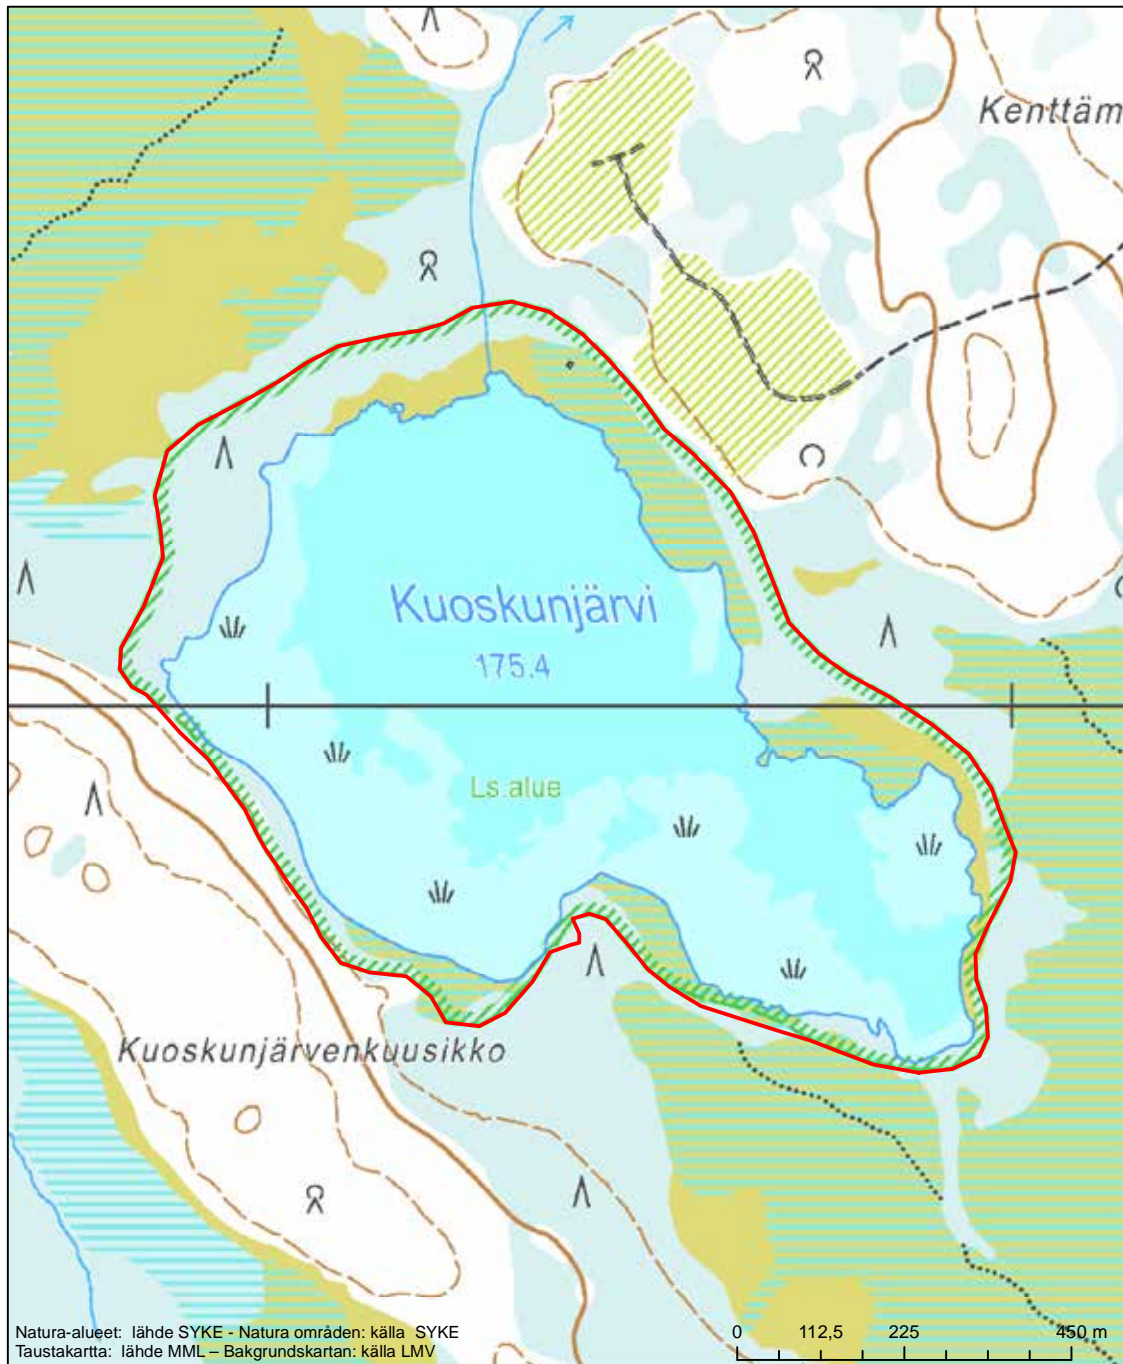 Kenttäm
Kuoskunjärvi
175.4
Ls.alue
Kuoskunjärvenkuusikko
Natura-alueet: lähde SYKE - Natura områden: källa SYKE
Taustakartta: lähde MML – Bakgrundskartan: källa LMV
0 112,5 225 450 m